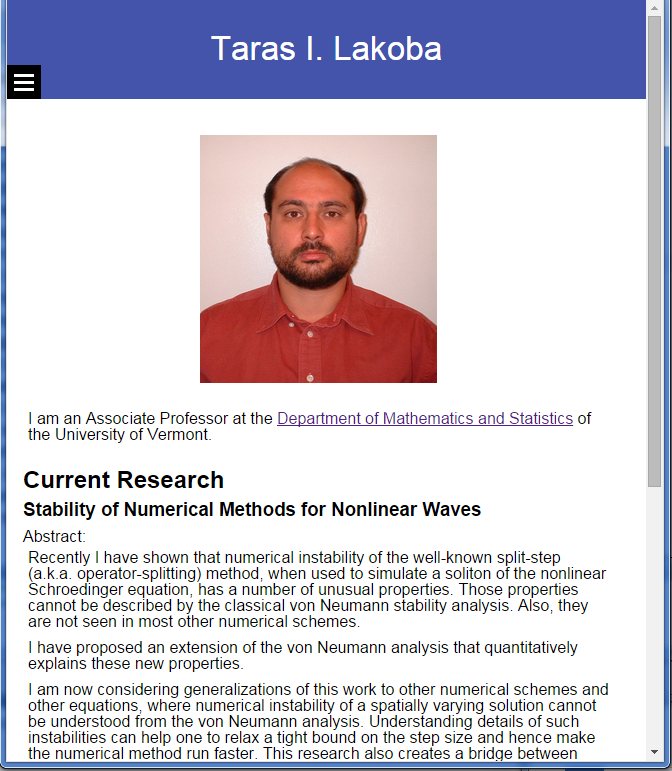 Taras I. Lakoba
I am an Associate Professor at the Department of Mathematics and Statistics of
the University of Vermont.
Current Research
Stability of Numerical Methods for Nonlinear Waves
Abstract:
Recently I have shown that numerical instability of the well-known split-step
(a.k.a. operator-splitting) method, when used to simulate a soliton of the nonlinear
Schroedinger equation, has a number of unusual properties. Those properties
cannot be described by the classical von Neumann stability analysis. Also, they
are not seen in most other numerical schemes.
I have proposed an extension of the von Neumann analysis that quantitatively
explains these new properties.
I am now considering generalizations of this work to other numerical schemes and
other equations, where numerical instability of a spatially varying solution cannot
be understood from the von Neumann analysis. Understanding details of such
instabilities can help one to relax a tight bound on the step size and hence make
the numerical method run faster. This research also creates a bridge between